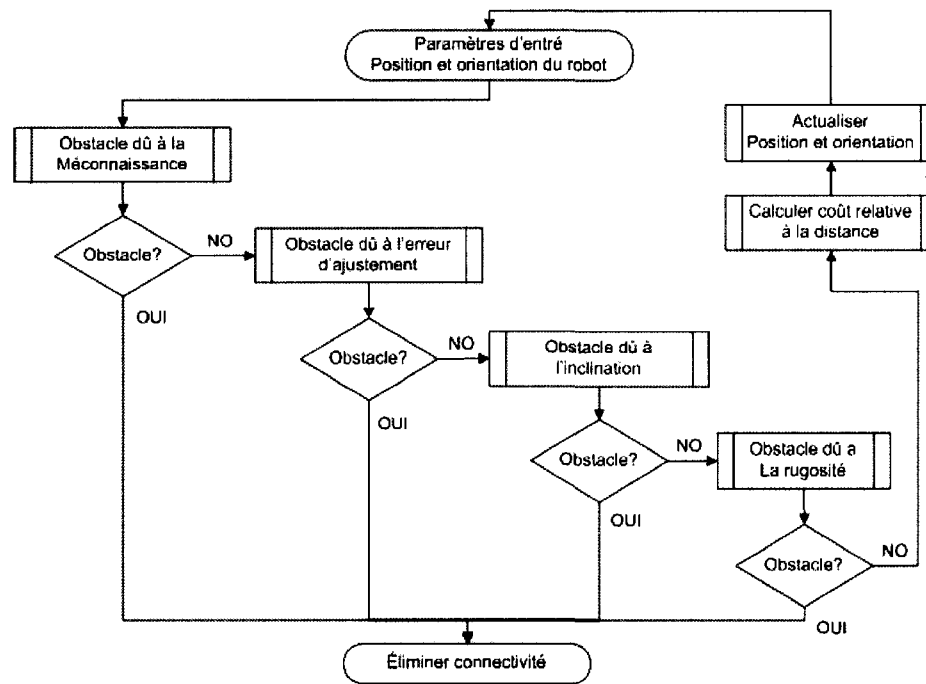 Paramètres d'entré
Position et orientation du robot
Obstacle dû à la
Méconnaissance
Actualiser
Position et orientation
Calculer coût relative
à la distance
Obstacle?
NO
Obstacle dû à l'erreur
d'ajustement
OUI
Obstacle?
NO
Obstacle dû à
l'inclination
OUI
Obstacle?
NO
Obstacle dû a
La rugosité
OUI
Obstacle?
NO
OUI
Éliminer connectivité